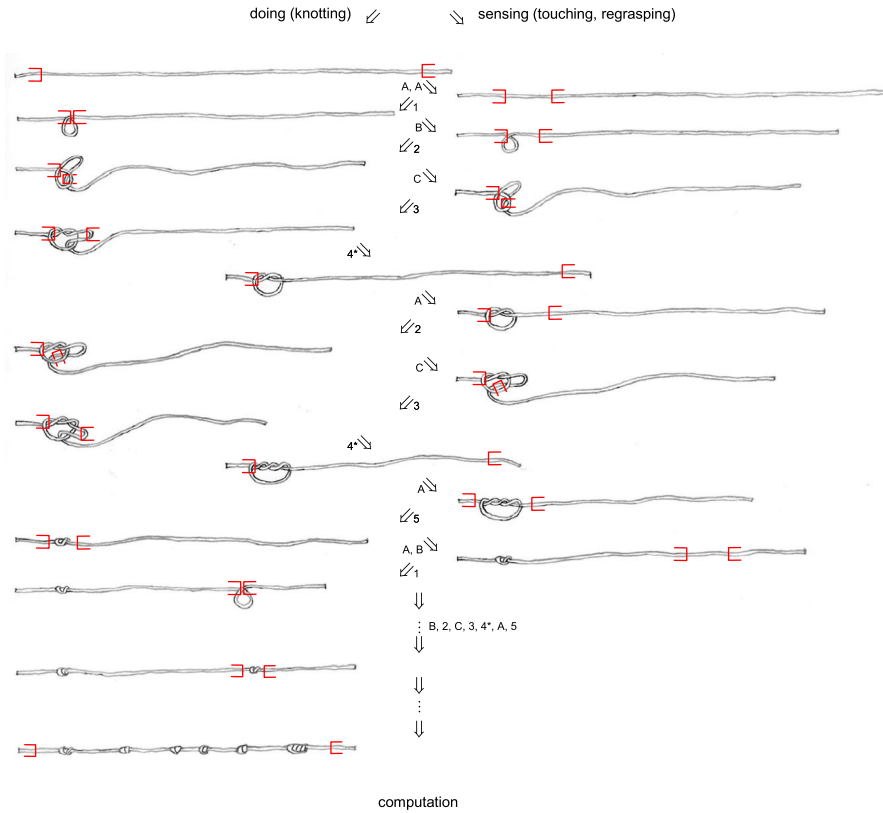 doing (knotting)
sensing (touching, regrasping)
A, A
1
B
2
C
3
4*
A
2
C
3
4*
A
5
A, B
1
B, 2, C, 3, 4*, A, 5
computation